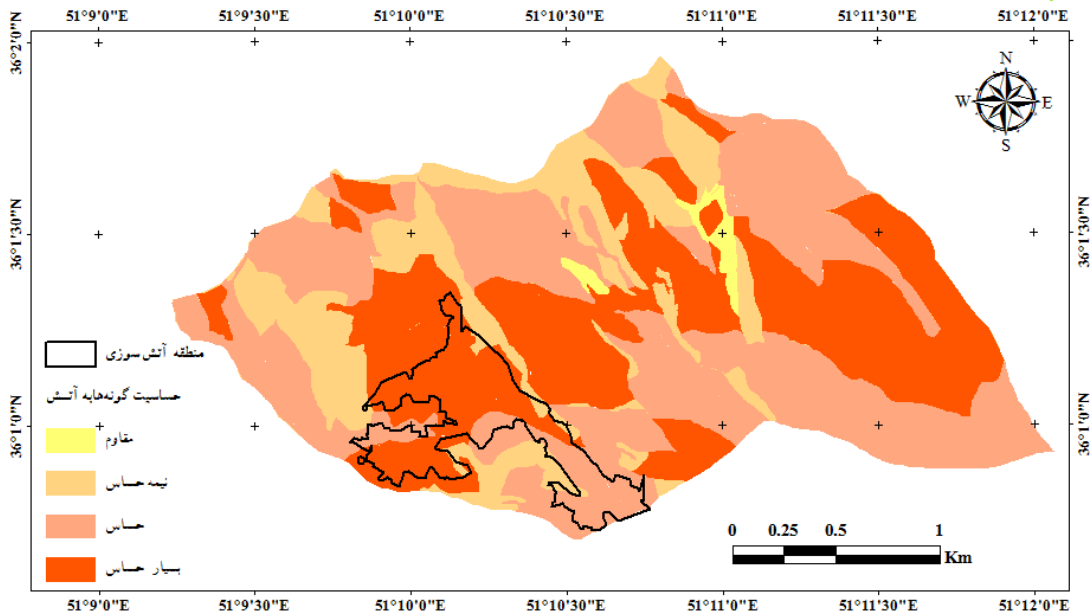 51°9'0"E 51°9'30"E 51°10'0"E 51°10'30"E 51°11'0"E 51°11'30"E 51°12'0"E
36°2'0"N
36°2'0"N
N
W E
S
36°1'30"N
36°1'30"N
منطقه آتش سوزی
حساسیت گونه‌هابه آتش
36°1'0"N
36°1'0"N
مقاوم
نیمه حساس
حساس
بسیار حساس
0 0.25 0.5 1
Km
51°9'0"E 51°9'30"E 51°10'0"E 51°10'30"E 51°11'0"E 51°11'30"E 51°12'0"E